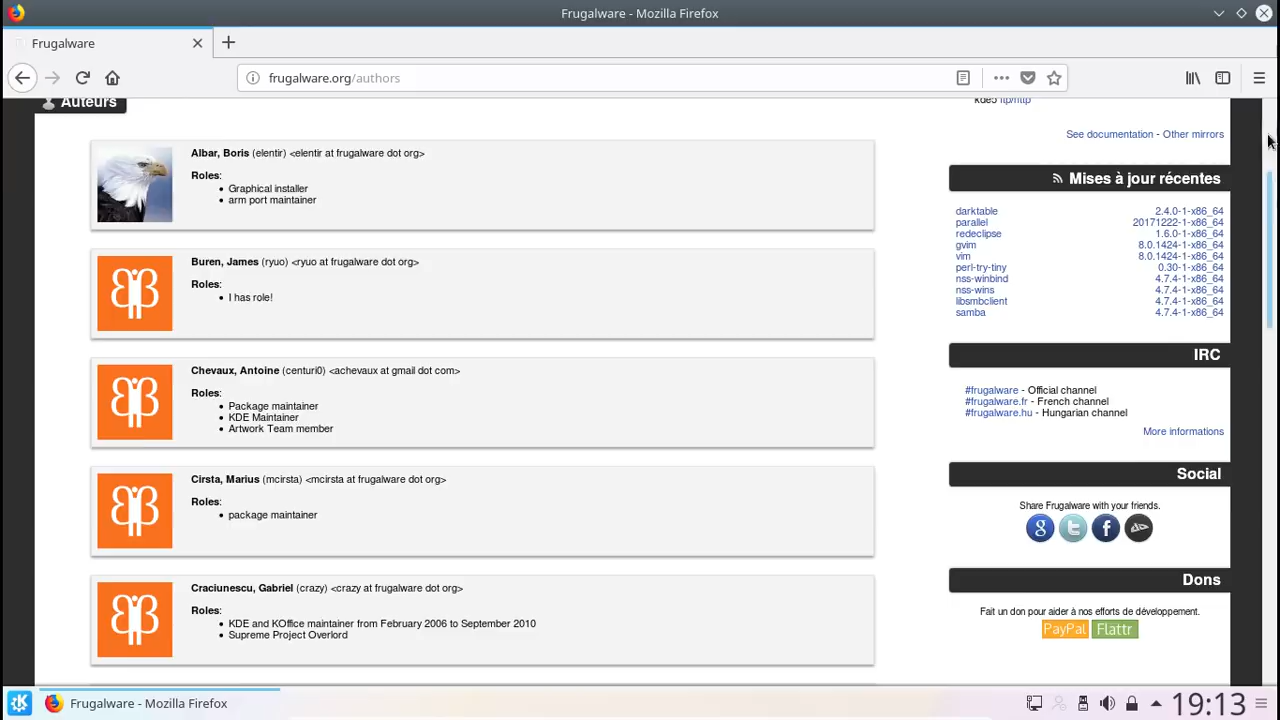 Frugalware - Mozilla Firefox
Frugalware
frugalware.org/authors
Auteurs
Albar, Boris (elentir) <elentir at frugalware dot org>
Roles:
Graphical installer
arm port maintainer
Buren, James (ryuo) <ryuo at frugalware dot org>
Roles:
I has role!
Chevaux, Antoine (centuri0) <achevaux at gmail dot com>
Roles:
Package maintainer
KDE Maintainer
Artwork Team member
Cirsta, Marius (mcirsta) <mcirsta at frugalware dot org>
Roles:
package maintainer
Craciunescu, Gabriel (crazy) <crazy at frugalware dot org>
Roles:
KDE and KOffice maintainer from February 2006 to September 2010
Supreme Project Overlord
kde5 ftp/http
See documentation - Other mirrors
Mises à jour récentes
darktable 2.4.0-1-x86_64
parallel 20171222-1-x86_64
redeclipse 1.6.0-1-x86_64
gvim 8.0.1424-1-x86_64
vim 8.0.1424-1-x86_64
perl-try-tiny 0.30-1-x86_64
nss-winbind 4.7.4-1-x86_64
nss-wins 4.7.4-1-x86_64
libsmbclient 4.7.4-1-x86_64
samba 4.7.4-1-x86_64
IRC
#frugalware - Official channel
#frugalware.fr - French channel
#frugalware.hu - Hungarian channel
More informations
Social
Share Frugalware with your friends.
Dons
Fait un don pour aider à nos efforts de développement.
PayPal Flattr
Frugalware - Mozilla Firefox
19:13